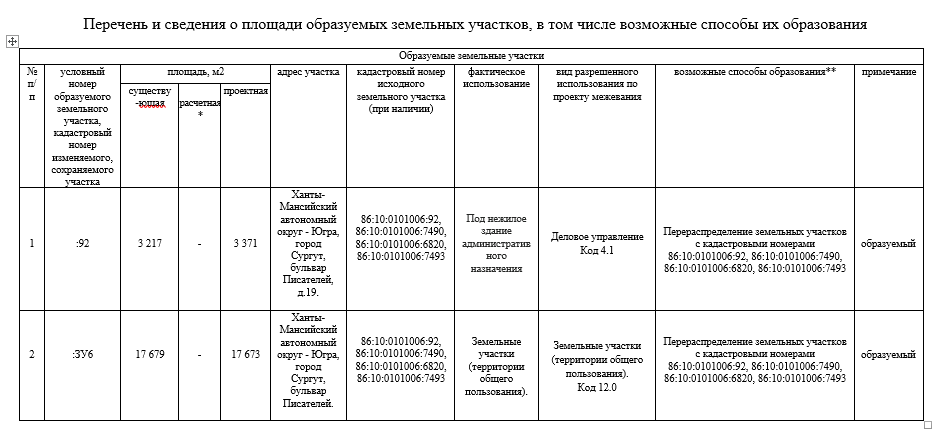 Перечень и сведения о площади образуемых земельных участков, в том числе возможные способы их образования
Образуемые земельные участки
№
п/
п
условный
номер
образуемого
земельного
участка,
кадастровый
номер
изменяемого,
сохраняемого
участка
площадь, м2
существу
-ющая
расчетная
*
проектная
адрес участка
кадастровый номер
исходного
земельного участка
(при наличии)
фактическое
использование
вид разрешенного
использования по
проекту межевания
возможные способы образования**
примечание
1
:92
3 217
-
3 371
Ханты-
Мансийский
автономный
округ - Югра,
город
Сургут,
бульвар
Писателей,
д.19.
86:10:0101006:92,
86:10:0101006:7490,
86:10:0101006:6820,
86:10:0101006:7493
Под нежилое
здание
административ
ного
назначения
Деловое управление
Код 4.1
Перераспределение земельных участков
с кадастровыми номерами
86:10:0101006:92, 86:10:0101006:7490,
86:10:0101006:6820, 86:10:0101006:7493
образуемый
2
:ЗУ6
17 679
-
17 673
Ханты-
Мансийский
автономный
округ - Югра,
город
Сургут,
бульвар
Писателей.
86:10:0101006:92,
86:10:0101006:7490,
86:10:0101006:6820,
86:10:0101006:7493
Земельные
участки
(территории
общего
пользования).
Земельные участки
(территории общего
пользования).
Код 12.0
Перераспределение земельных участков
с кадастровыми номерами
86:10:0101006:92, 86:10:0101006:7490,
86:10:0101006:6820, 86:10:0101006:7493
образуемый